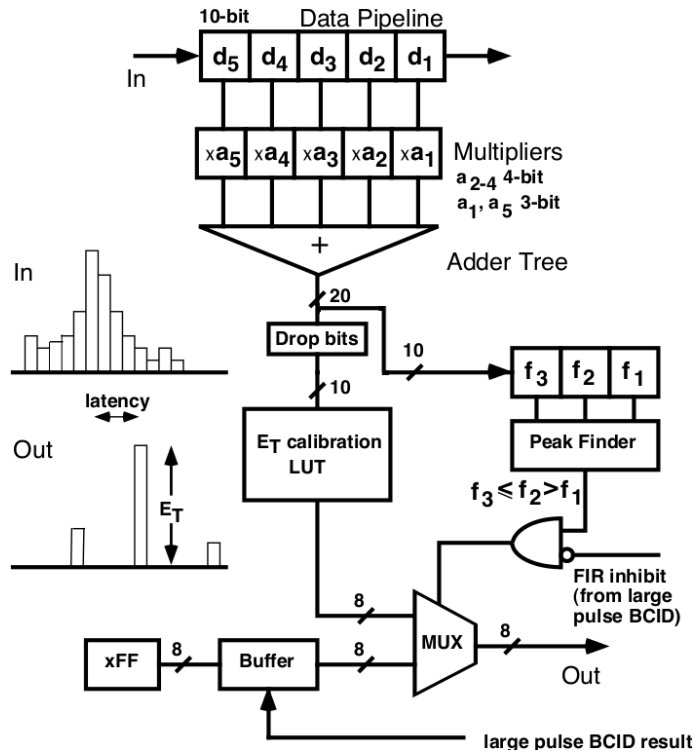 10-bit Data Pipeline
In
d5 d4 d3 d2 d1
xa5 xa4 xa3 xa2 xa1
Multipliers
a2-4 4-bit
a1, a5 3-bit
+
Adder Tree
In
20
Drop bits
10
10
f3 f2 f1
latency
ET calibration
LUT
Peak Finder
Out
f3≤f2>f1
ET
FIR inhibit
(from large
pulse BCID)
8
MUX
8
xFF
8
Buffer
8
Out
large pulse BCID result